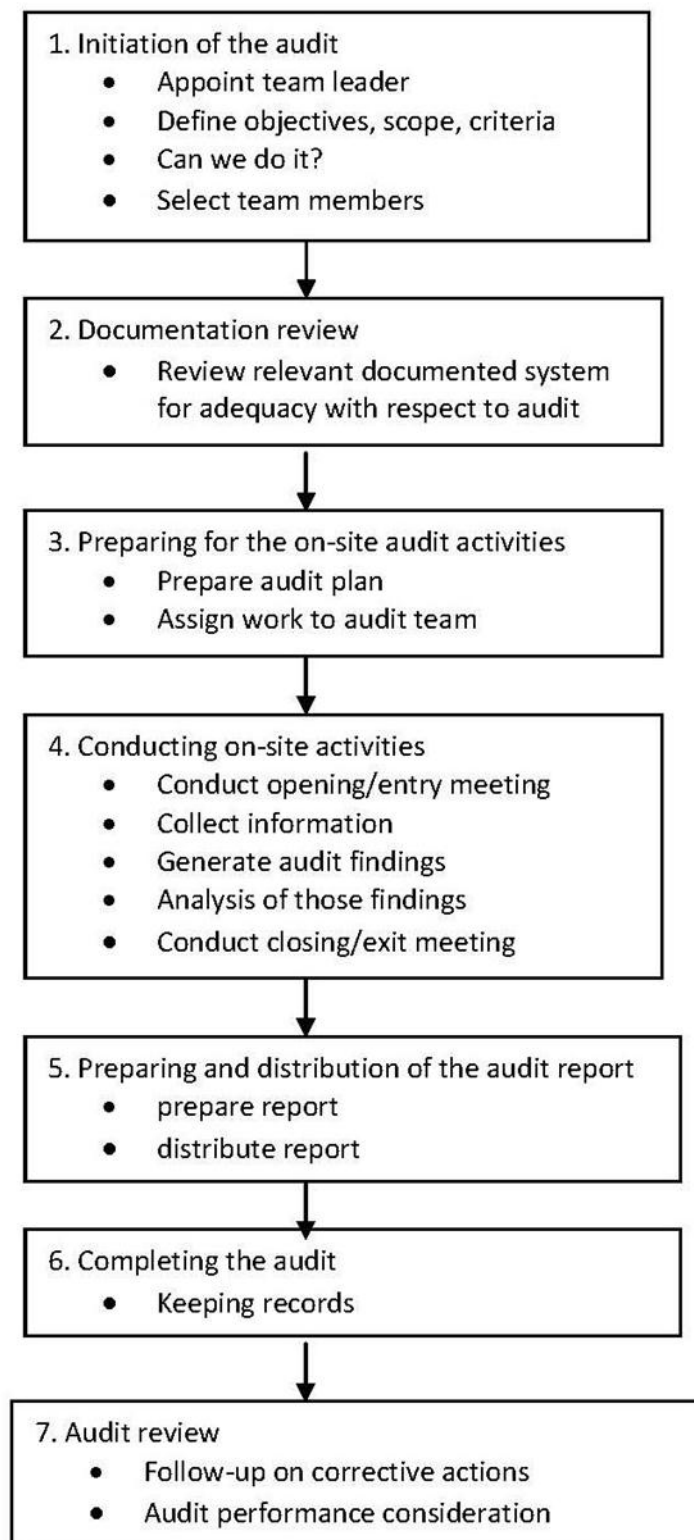 1. Initiation of the audit
• Appoint team leader
• Define objectives, scope, criteria
• Can we do it?
• Select team members
2. Documentation review
• Review relevant documented system
for adequacy with respect to audit
3. Preparing for the on-site audit activities
• Prepare audit plan
• Assign work to audit team
4. Conducting on-site activities
• Conduct opening/entry meeting
• Collect information
• Generate audit findings
• Analysis of those findings
• Conduct closing/exit meeting
5. Preparing and distribution of the audit report
• prepare report
• distribute report
6. Completing the audit
• Keeping records
7. Audit review
• Follow-up on corrective actions
• Audit performance consideration